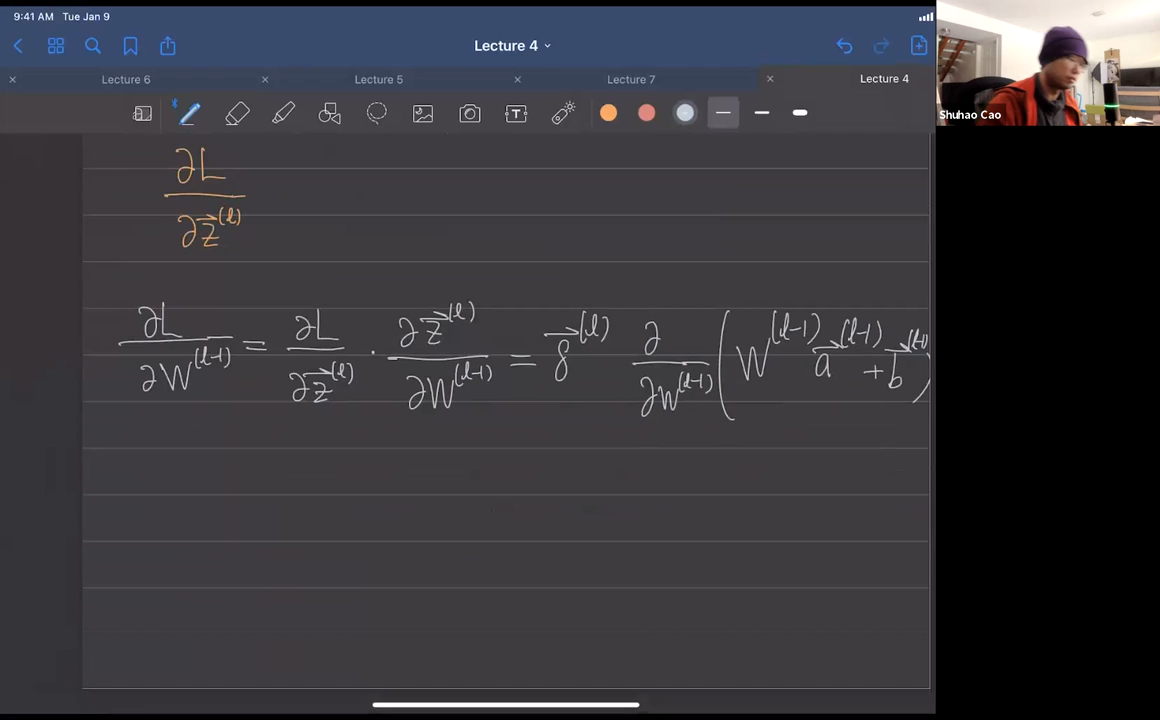 9:41 AM Tue Jan 9
Lecture 4
Lecture 6
Lecture 5
Lecture 7
Lecture 4
T
Shuhao Cao
∂L / ∂z⃗^(l)
∂L / ∂W^(l-1) = ∂L / ∂z⃗^(l) · ∂z⃗^(l) / ∂W^(l-1) = δ⃗^(l) ∂ / ∂W^(l-1) ( W^(l-1) a⃗^(l-1) + b⃗^(l-1) )